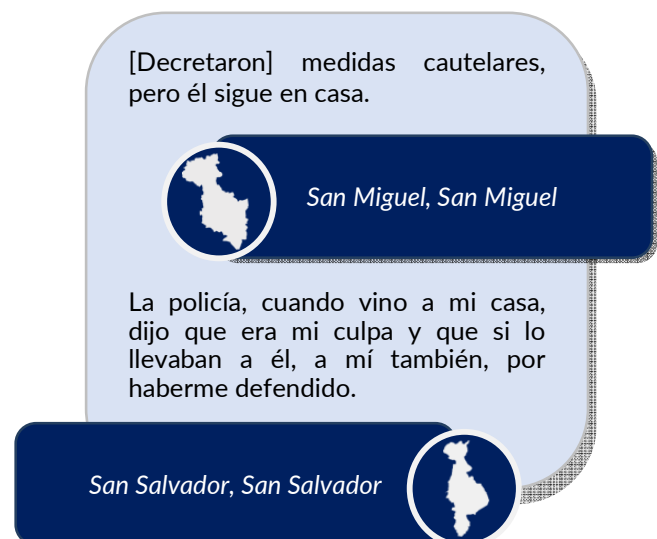 [Decretaron] medidas cautelares,
pero él sigue en casa.
San Miguel, San Miguel
La policía, cuando vino a mi casa,
dijo que era mi culpa y que si lo
llevaban a él, a mí también, por
haberme defendido.
San Salvador, San Salvador